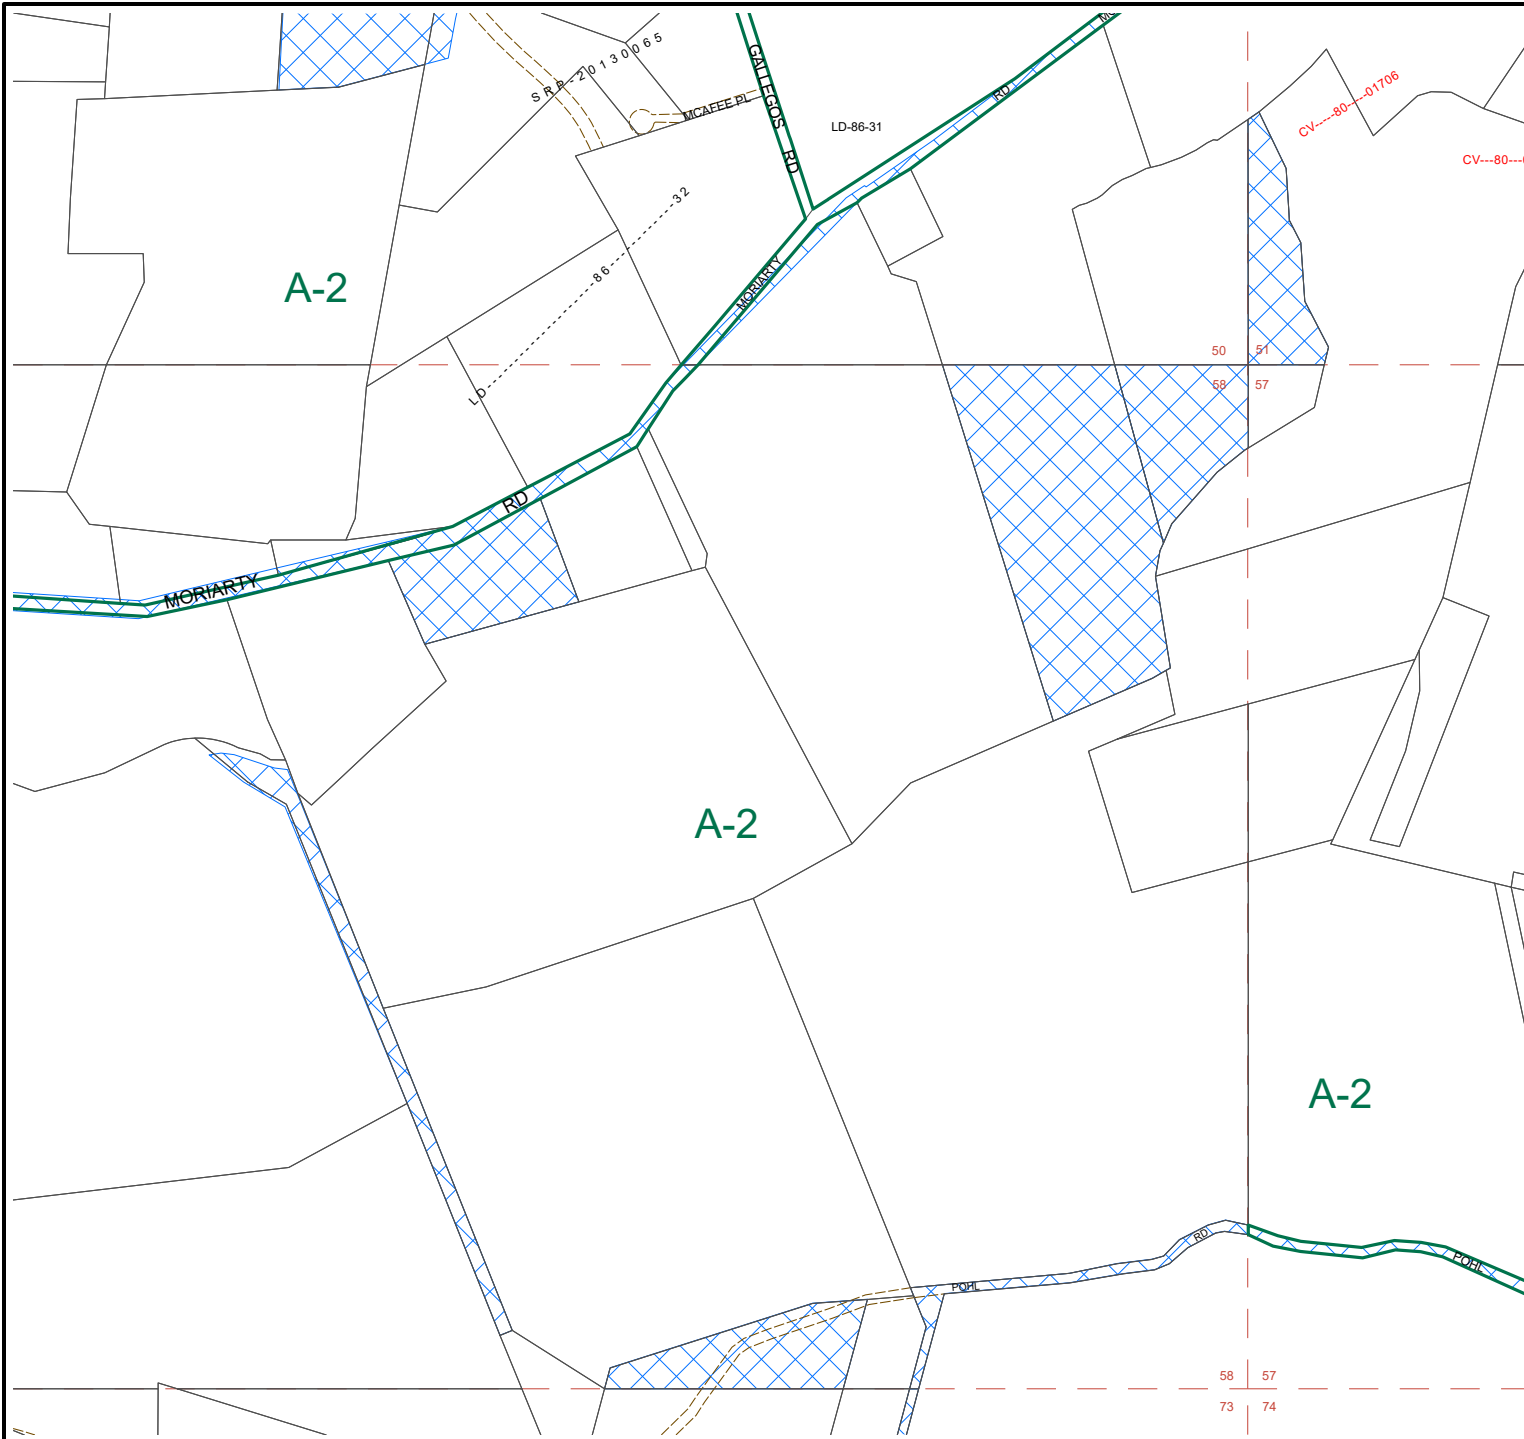 SRP-20130065
GALLEGOS RD
MCAFEE PL
LD-86-31
RD
CV-----80-----01706
CV---80---
LD--------86----------32
A-2
MORIARTY
50 51
58 57
RD
MORIARTY
A-2
A-2
RD
POHL
POHL
58 57
73 74